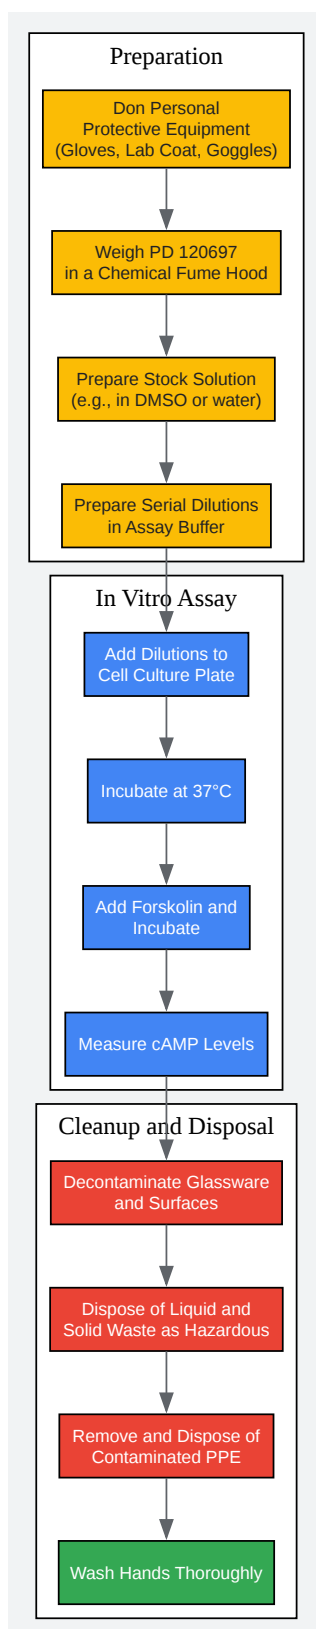 Preparation
Don Personal
Protective Equipment
(Gloves, Lab Coat, Goggles)
Weigh PD 120697
in a Chemical Fume Hood
Prepare Stock Solution
(e.g., in DMSO or water)
Prepare Serial Dilutions
in Assay Buffer
In Vitro Assay
Add Dilutions to
Cell Culture Plate
Incubate at 37°C
Add Forskolin and
Incubate
Measure cAMP Levels
Cleanup and Disposal
Decontaminate Glassware
and Surfaces
Dispose of Liquid and
Solid Waste as Hazardous
Remove and Dispose of
Contaminated PPE
Wash Hands Thoroughly